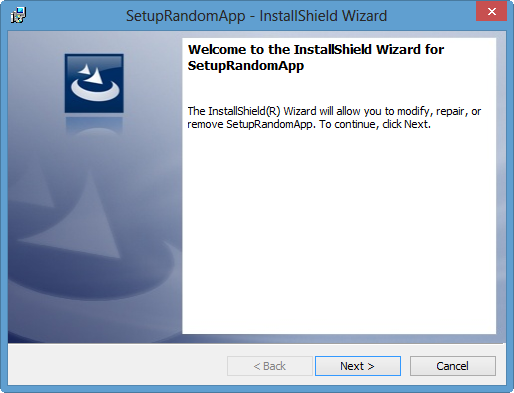 SetupRandomApp - InstallShield Wizard
Welcome to the InstallShield Wizard for
SetupRandomApp
The InstallShield(R) Wizard will allow you to modify, repair, or
remove SetupRandomApp. To continue, click Next.
< Back
Next >
Cancel